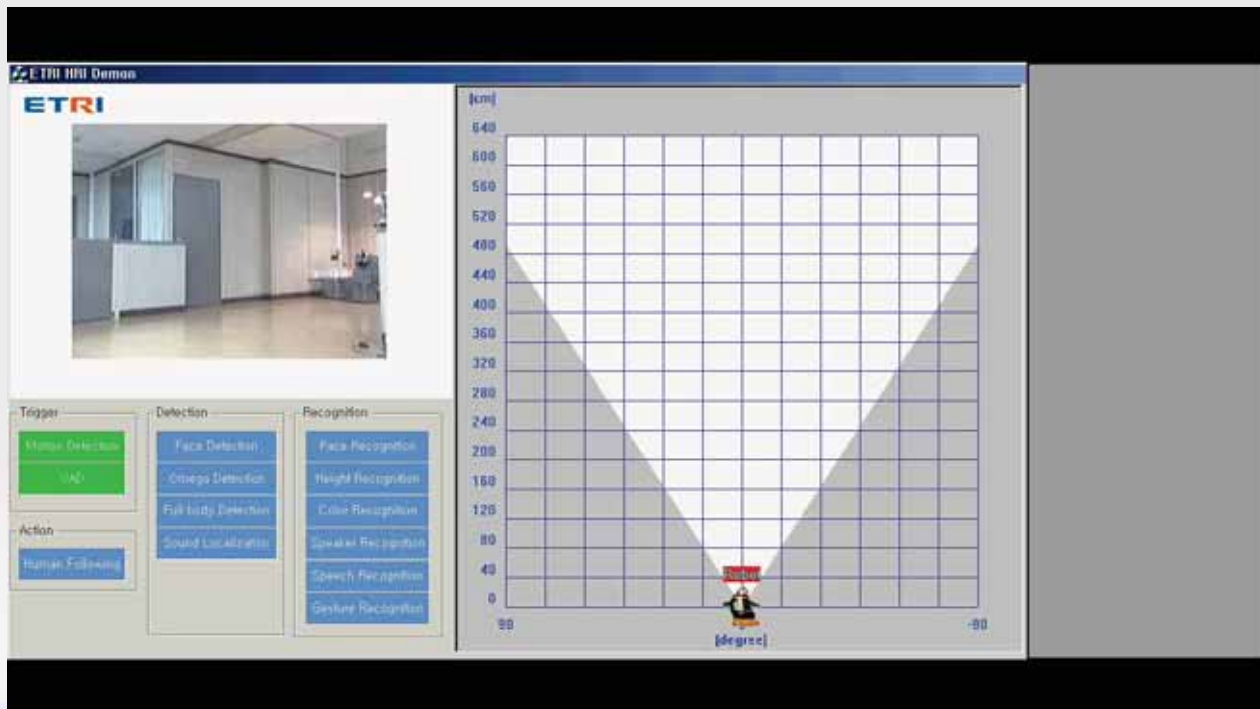 ETRI HRI Demon
ETRI
Trigger
Motion Detection
VAD
Action
Human Following
Detection
Face Detection
Omega Detection
Full body Detection
Sound Localization
Recognition
Face Recognition
Height Recognition
Color Recognition
Speaker Recognition
Speech Recognition
Gesture Recognition
[cm]
640
600
560
520
480
440
400
360
320
280
240
200
160
120
80
40
0
Robot
90
-90
[degree]